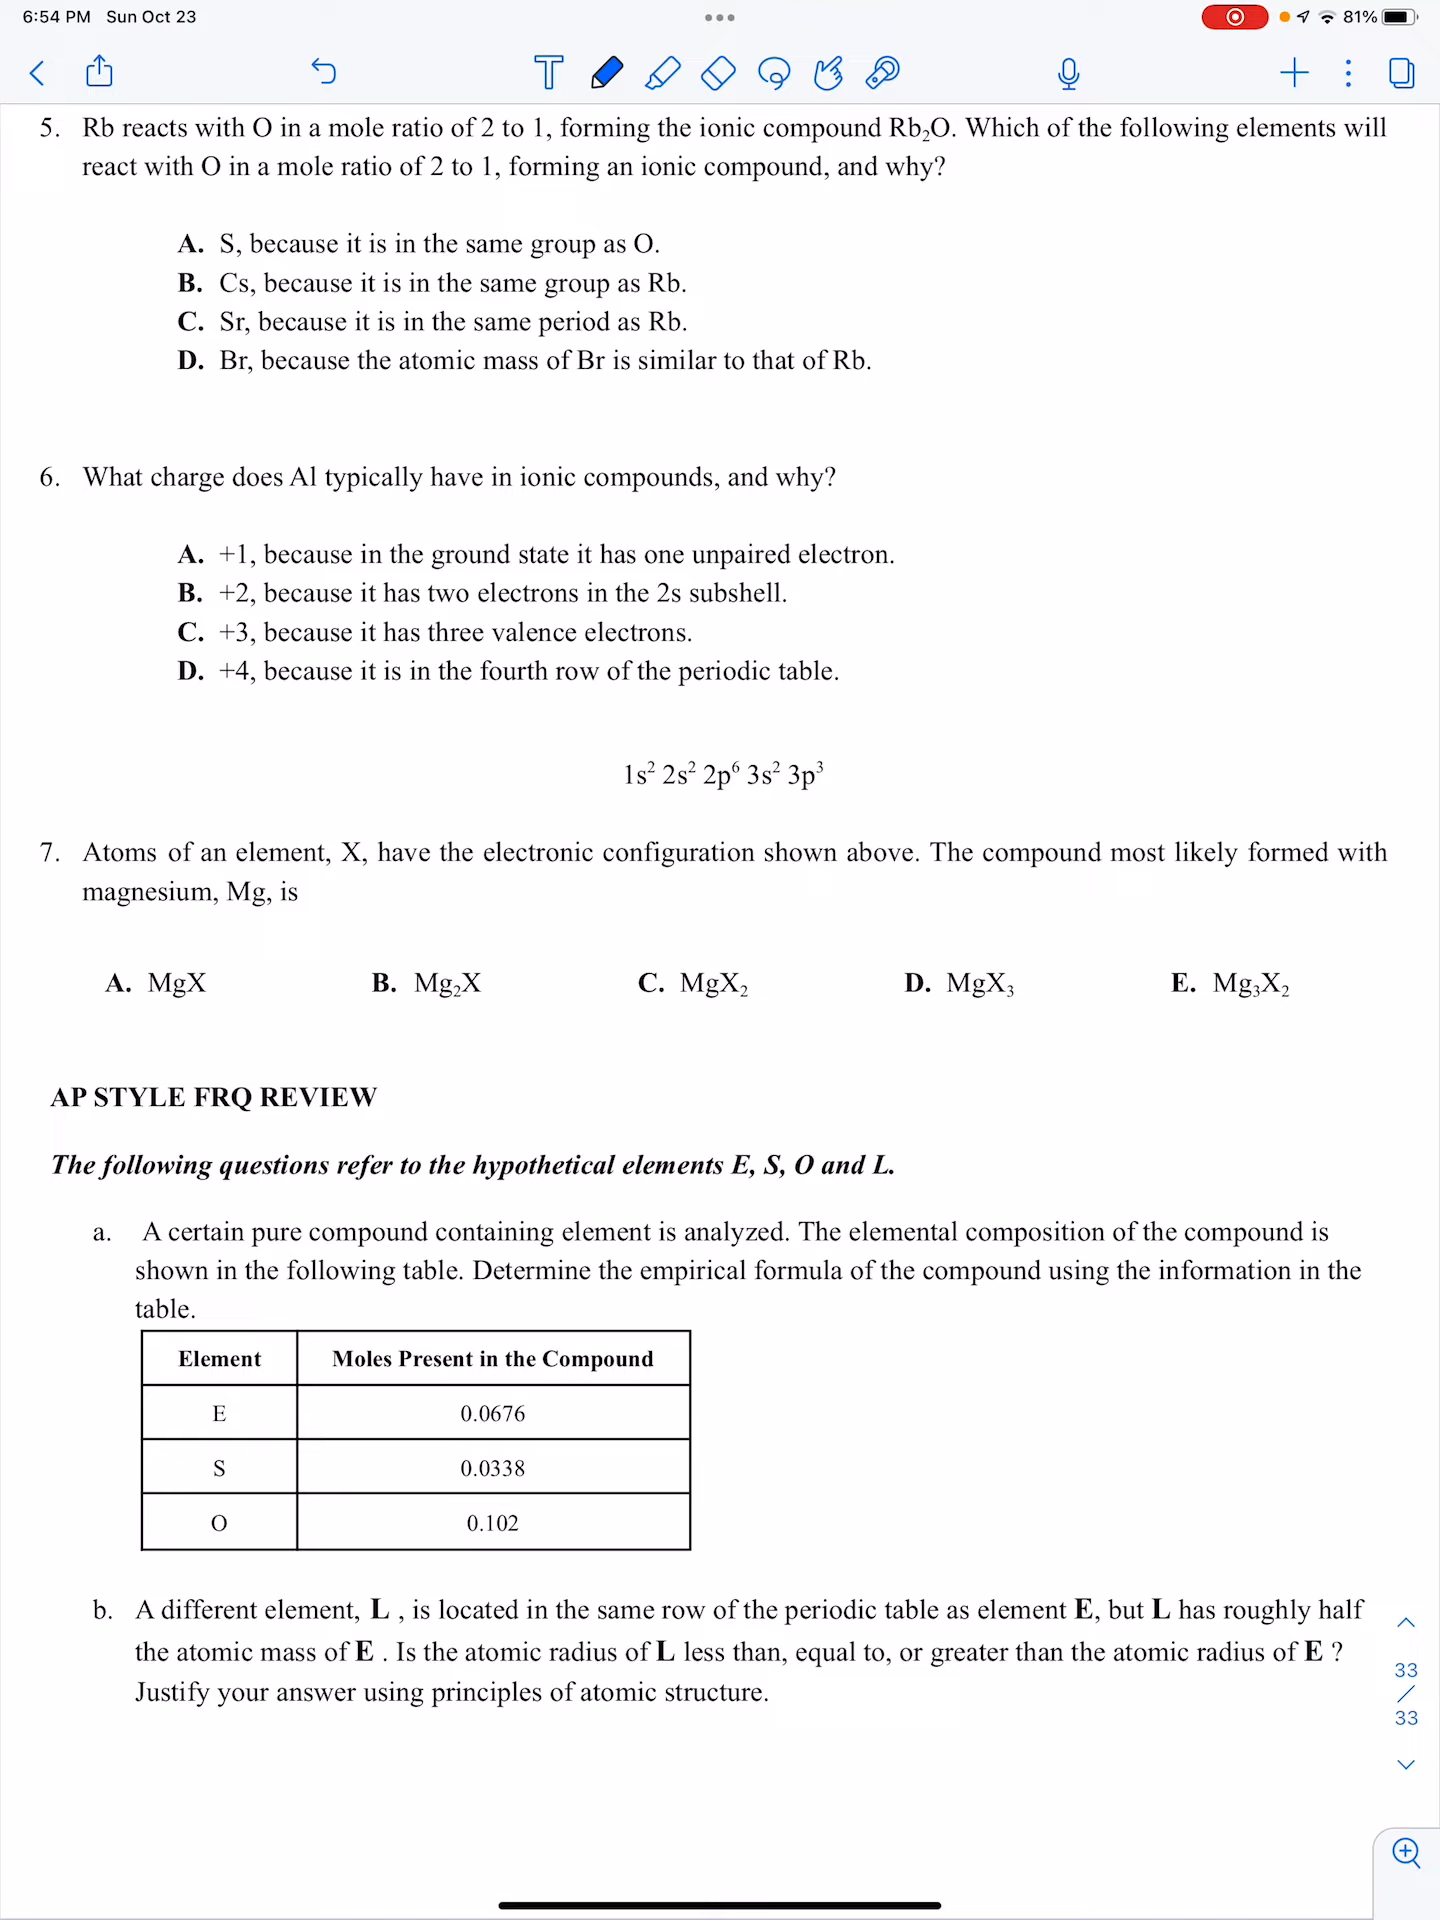 6:54 PM Sun Oct 23
81%
5. Rb reacts with O in a mole ratio of 2 to 1, forming the ionic compound Rb₂O. Which of the following elements will
react with O in a mole ratio of 2 to 1, forming an ionic compound, and why?
A. S, because it is in the same group as O.
B. Cs, because it is in the same group as Rb.
C. Sr, because it is in the same period as Rb.
D. Br, because the atomic mass of Br is similar to that of Rb.
6. What charge does Al typically have in ionic compounds, and why?
A. +1, because in the ground state it has one unpaired electron.
B. +2, because it has two electrons in the 2s subshell.
C. +3, because it has three valence electrons.
D. +4, because it is in the fourth row of the periodic table.
1s² 2s² 2p⁶ 3s² 3p³
7. Atoms of an element, X, have the electronic configuration shown above. The compound most likely formed with
magnesium, Mg, is
A. MgX B. Mg₂X C. MgX₂ D. MgX₃ E. Mg₃X₂
AP STYLE FRQ REVIEW
The following questions refer to the hypothetical elements E, S, O and L.
a. A certain pure compound containing element is analyzed. The elemental composition of the compound is
shown in the following table. Determine the empirical formula of the compound using the information in the
table.
Element Moles Present in the Compound
E 0.0676
S 0.0338
O 0.102
b. A different element, L , is located in the same row of the periodic table as element E, but L has roughly half
the atomic mass of E . Is the atomic radius of L less than, equal to, or greater than the atomic radius of E ?
Justify your answer using principles of atomic structure.
33
/
33